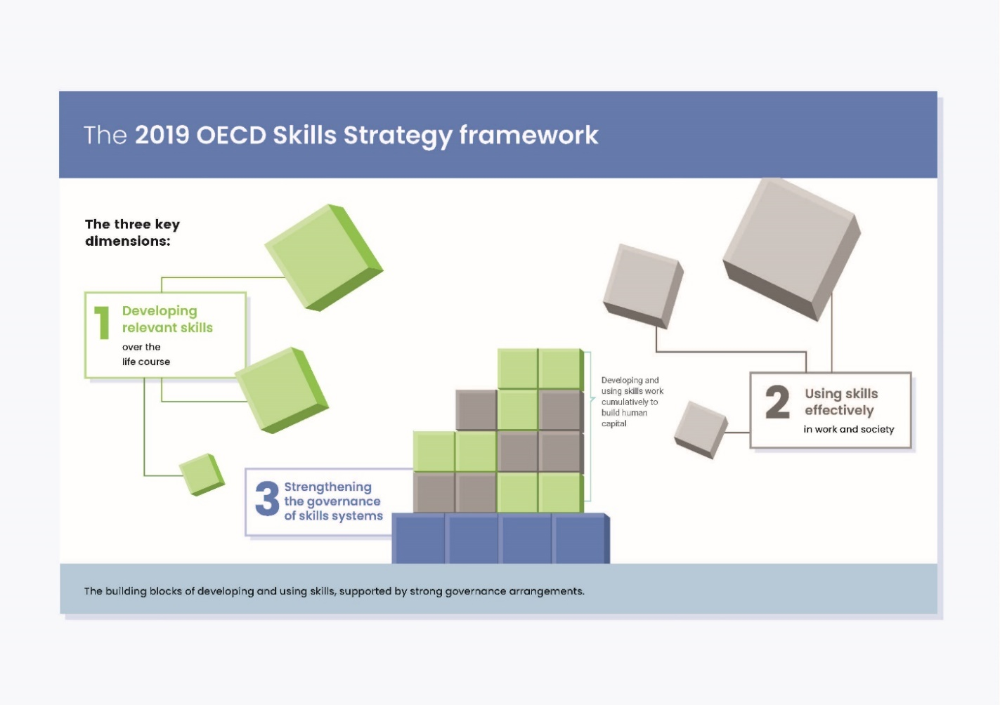 The 2019 OECD Skills Strategy framework
The three key
dimensions:
1
Developing
relevant skills
over the
life course
Developing and
using skills work
cumulatively to
build human
capital
2
Using skills
effectively
in work and society
3
Strengthening
the governance
of skills systems
The building blocks of developing and using skills, supported by strong governance arrangements.